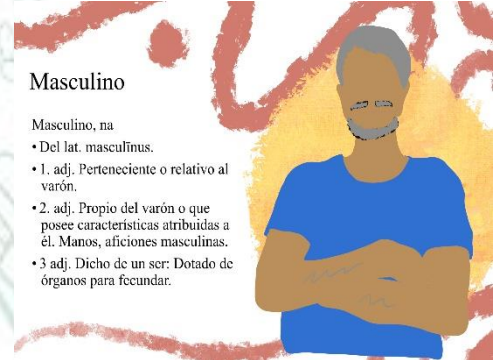 Masculino
Masculino, na
• Del lat. masculīnus.
• 1. adj. Perteneciente o relativo al
varón.
• 2. adj. Propio del varón o que
posee características atribuidas a
él. Manos, aficiones masculinas.
• 3 adj. Dicho de un ser: Dotado de
órganos para fecundar.